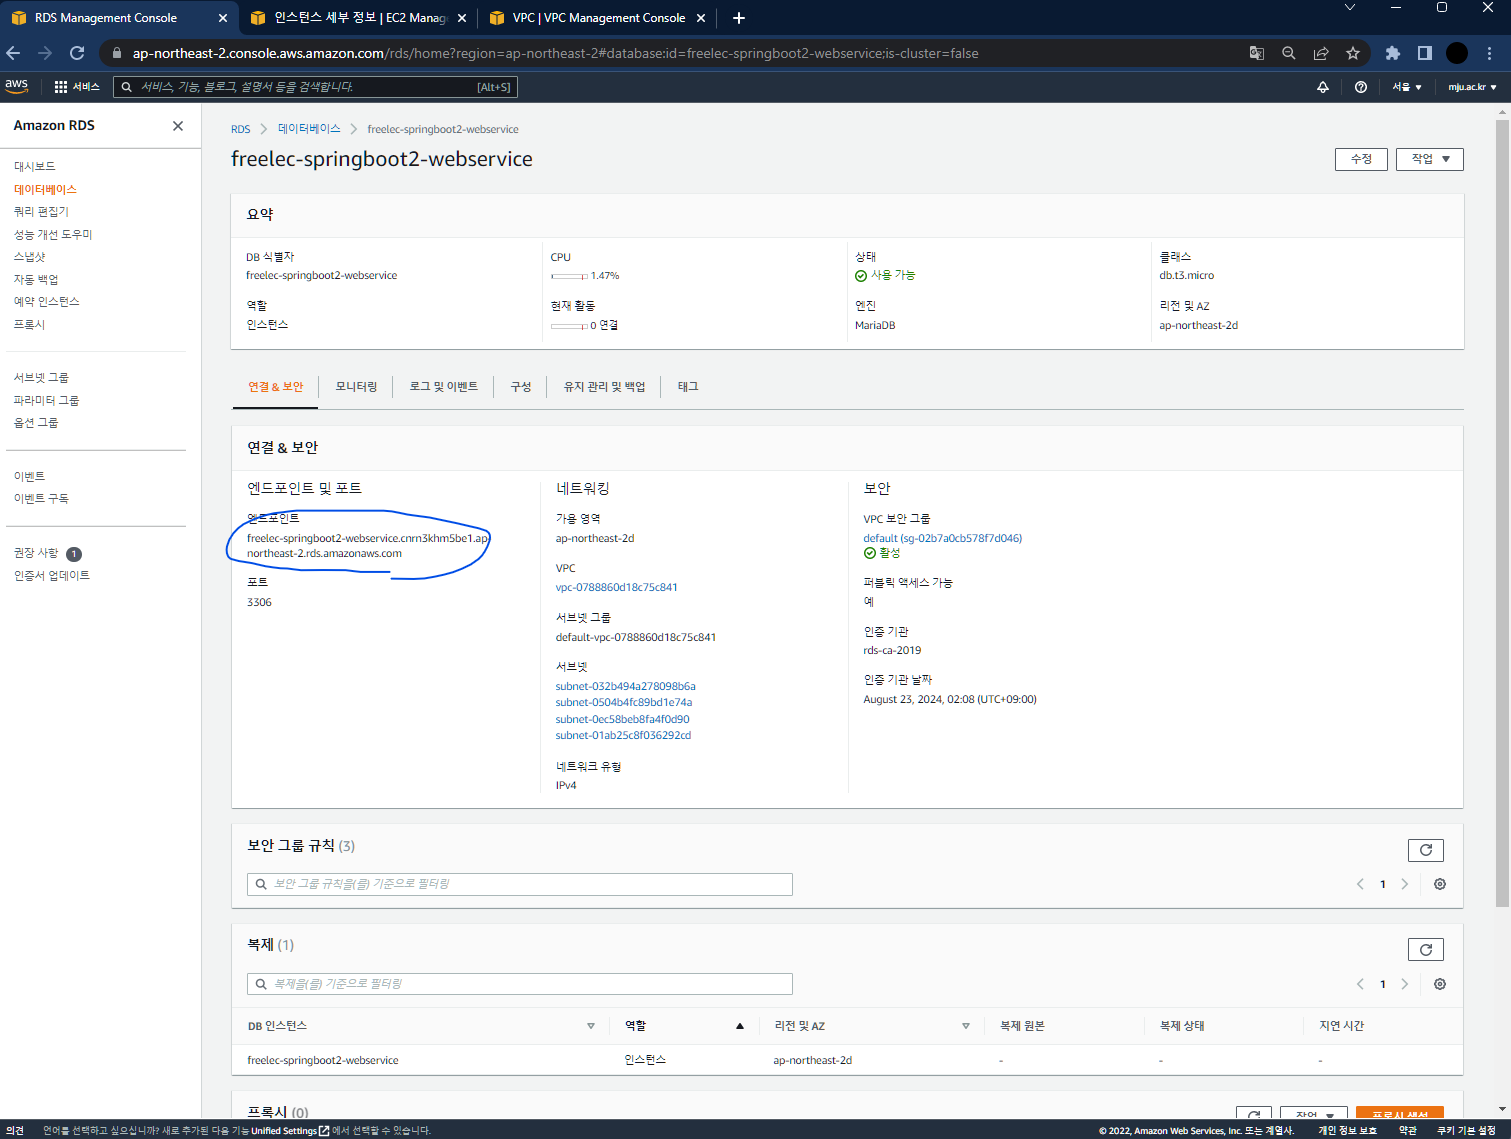 RDS Management Console
인스턴스 세부 정보 | EC2 Manag
VPC | VPC Management Console
ap-northeast-2.console.aws.amazon.com/rds/home?region=ap-northeast-2#database:id=freelec-springboot2-webservice;is-cluster=false
aws
서비스
서비스, 기능, 블로그, 설명서 등을 검색합니다.
[Alt+S]
서울 ▼
mju.ac.kr ▼
Amazon RDS
대시보드
데이터베이스
쿼리 편집기
성능 개선 도우미
스냅샷
자동 백업
예약 인스턴스
프록시
서브넷 그룹
파라미터 그룹
옵션 그룹
이벤트
이벤트 구독
권장 사항 1
인증서 업데이트
RDS > 데이터베이스 > freelec-springboot2-webservice
freelec-springboot2-webservice
수정
작업 ▼
요약
DB 식별자
freelec-springboot2-webservice
CPU
1.47%
상태
사용 가능
클래스
db.t3.micro
역할
인스턴스
현재 활동
0 연결
엔진
MariaDB
리전 및 AZ
ap-northeast-2d
연결 & 보안
모니터링
로그 및 이벤트
구성
유지 관리 및 백업
태그
연결 & 보안
엔드포인트 및 포트
엔드포인트
freelec-springboot2-webservice.cnrn3khm5be1.ap-
northeast-2.rds.amazonaws.com
포트
3306
네트워킹
가용 영역
ap-northeast-2d
VPC
vpc-0788860d18c75c841
서브넷 그룹
default-vpc-0788860d18c75c841
서브넷
subnet-032b494a278098b6a
subnet-0504b4fc89bd1e74a
subnet-0ec58beb8fa4f0d90
subnet-01ab25c8f036292cd
네트워크 유형
IPv4
보안
VPC 보안 그룹
default (sg-02b7a0cb578f7d046)
활성
퍼블릭 액세스 가능
예
인증 기관
rds-ca-2019
인증 기관 날짜
August 23, 2024, 02:08 (UTC+09:00)
보안 그룹 규칙 (3)
보안 그룹 규칙을(를) 기준으로 필터링
1
복제 (1)
복제을(를) 기준으로 필터링
1
DB 인스턴스
역할
리전 및 AZ
복제 원본
복제 상태
지연 시간
freelec-springboot2-webservice
인스턴스
ap-northeast-2d
-
-
-
프록시 (0)
작업 ▼
프록시 생성
의견
언어를 선택하고 싶으십니까? 새로 추가된 다음 기능 Unified Settings 에서 선택할 수 있습니다.
© 2022, Amazon Web Services, Inc. 또는 계열사.
개인 정보 보호
약관
쿠키 기본 설정